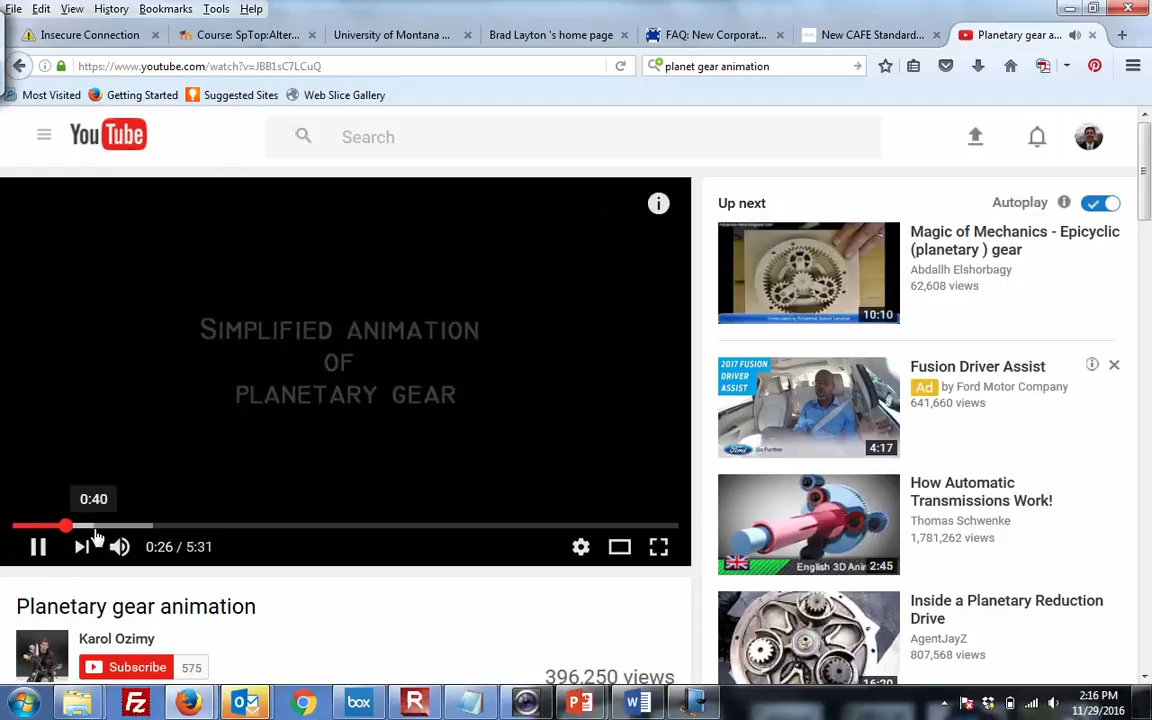 File Edit View History Bookmarks Tools Help
Insecure Connection
Course: SpTop:Alter...
University of Montana ...
Brad Layton 's home page
FAQ: New Corporat...
New CAFE Standard...
Planetary gear a...
https://www.youtube.com/watch?v=JBB1sC7LCuQ
planet gear animation
Most Visited Getting Started Suggested Sites Web Slice Gallery
YouTube
Search
SIMPLIFIED ANIMATION
OF
PLANETARY GEAR
0:40
0:26 / 5:31
Planetary gear animation
Karol Ozimy
Subscribe 575
396,250 views
Up next
Autoplay
Magic of Mechanics - Epicyclic
(planetary ) gear
Abdallh Elshorbagy
62,608 views
10:10
2017 FUSION
DRIVER
ASSIST
Ford
Go Further
4:17
Fusion Driver Assist
Ad by Ford Motor Company
641,660 views
How Automatic
Transmissions Work!
Thomas Schwenke
1,781,262 views
English 3D Ani
2:45
Inside a Planetary Reduction
Drive
AgentJayZ
807,568 views
16:20
box
2:16 PM
11/29/2016